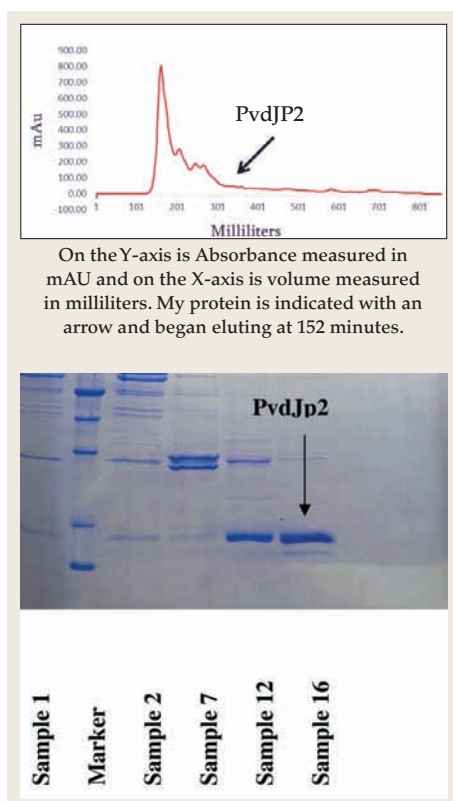 900.00
800.00
700.00
600.00
500.00
400.00
300.00
200.00
100.00
0.00
-100.00
mAu
PvdJP2
1 101 201 301 401 501 601 701 801
Milliliters
On the Y-axis is Absorbance measured in
mAU and on the X-axis is volume measured
in milliliters. My protein is indicated with an
arrow and began eluting at 152 minutes.
PvdJp2
Sample 1
Marker
Sample 2
Sample 7
Sample 12
Sample 16